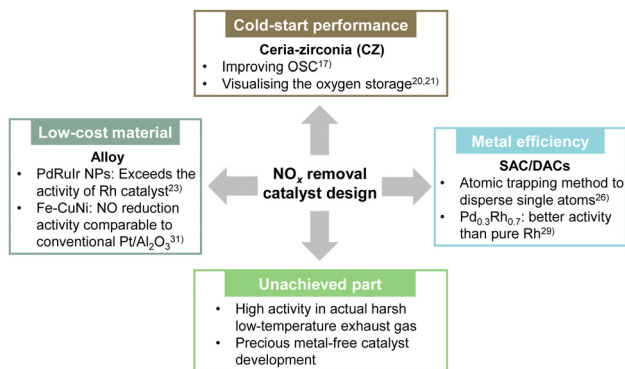 Cold-start performance
Ceria-zirconia (CZ)
• Improving OSC17)
• Visualising the oxygen storage20,21)
Low-cost material
Alloy
• PdRuIr NPs: Exceeds the
activity of Rh catalyst23)
• Fe-CuNi: NO reduction
activity comparable to
conventional Pt/Al2O331)
NOx removal
catalyst design
Metal efficiency
SAC/DACs
• Atomic trapping method to
disperse single atoms26)
• Pd0.3Rh0.7: better activity
than pure Rh29)
Unachieved part
• High activity in actual harsh
low-temperature exhaust gas
• Precious metal-free catalyst
development